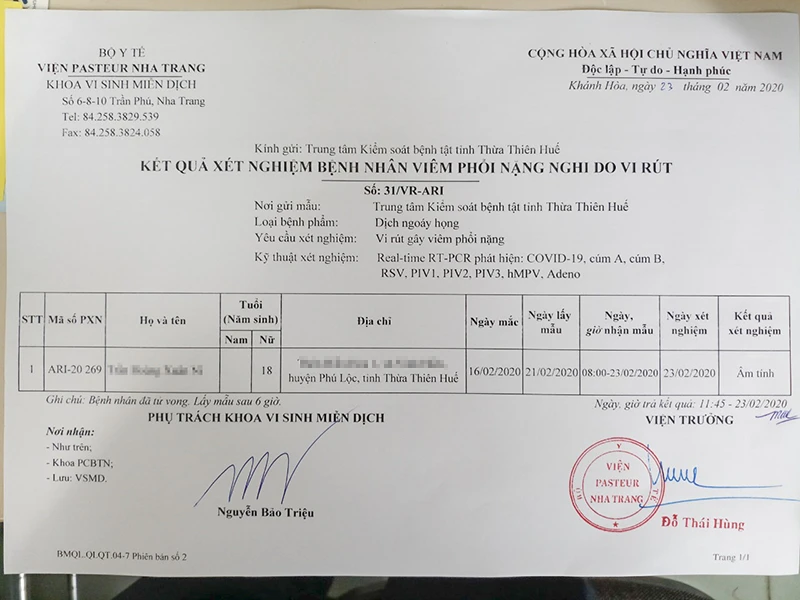 BỘ Y TẾ
VIỆN PASTEUR NHA TRANG
KHOA VI SINH MIỄN DỊCH
Số 6-8-10 Trần Phú, Nha Trang
Tel: 84.258.3829.539
Fax: 84.258.3824.058
CỘNG HÒA XÃ HỘI CHỦ NGHĨA VIỆT NAM
Độc lập - Tự do - Hạnh phúc
Khánh Hòa, ngày 23 tháng 02 năm 2020
Kính gửi: Trung tâm Kiểm soát bệnh tật tỉnh Thừa Thiên Huế
KẾT QUẢ XÉT NGHIỆM BỆNH NHÂN VIÊM PHỔI NẶNG NGHI DO VI RÚT
Số: 31/VR-ARI
Nơi gửi mẫu: Trung tâm Kiểm soát bệnh tật tỉnh Thừa Thiên Huế
Loại bệnh phẩm: Dịch ngoáy họng
Yêu cầu xét nghiệm: Vi rút gây viêm phổi nặng
Kỹ thuật xét nghiệm: Real-time RT-PCR phát hiện: COVID-19, cúm A, cúm B,
RSV, PIV1, PIV2, PIV3, hMPV, Adeno
STT Mã số PXN Họ và tên Tuổi (Năm sinh) Nam Nữ Địa chỉ Ngày mắc Ngày lấy mẫu Ngày, giờ nhận mẫu Ngày xét nghiệm Kết quả xét nghiệm
1 ARI-20 269 18 huyện Phú Lộc, tỉnh Thừa Thiên Huế 16/02/2020 21/02/2020 08:00-23/02/2020 23/02/2020 Âm tính
Ghi chú: Bệnh nhân đã tử vong. Lấy mẫu sau 6 giờ.
Ngày, giờ trả kết quả: 11:45 - 23/02/2020
PHỤ TRÁCH KHOA VI SINH MIỄN DỊCH
VIỆN TRƯỞNG
Nơi nhận:
- Như trên;
- Khoa PCBTN;
- Lưu: VSMD.
Nguyễn Bảo Triệu
BỘ Y TẾ
VIỆN
PASTEUR
NHA TRANG
Đỗ Thái Hùng
BMQL.QLQT.04-7 Phiên bản số 2
Trang 1/1